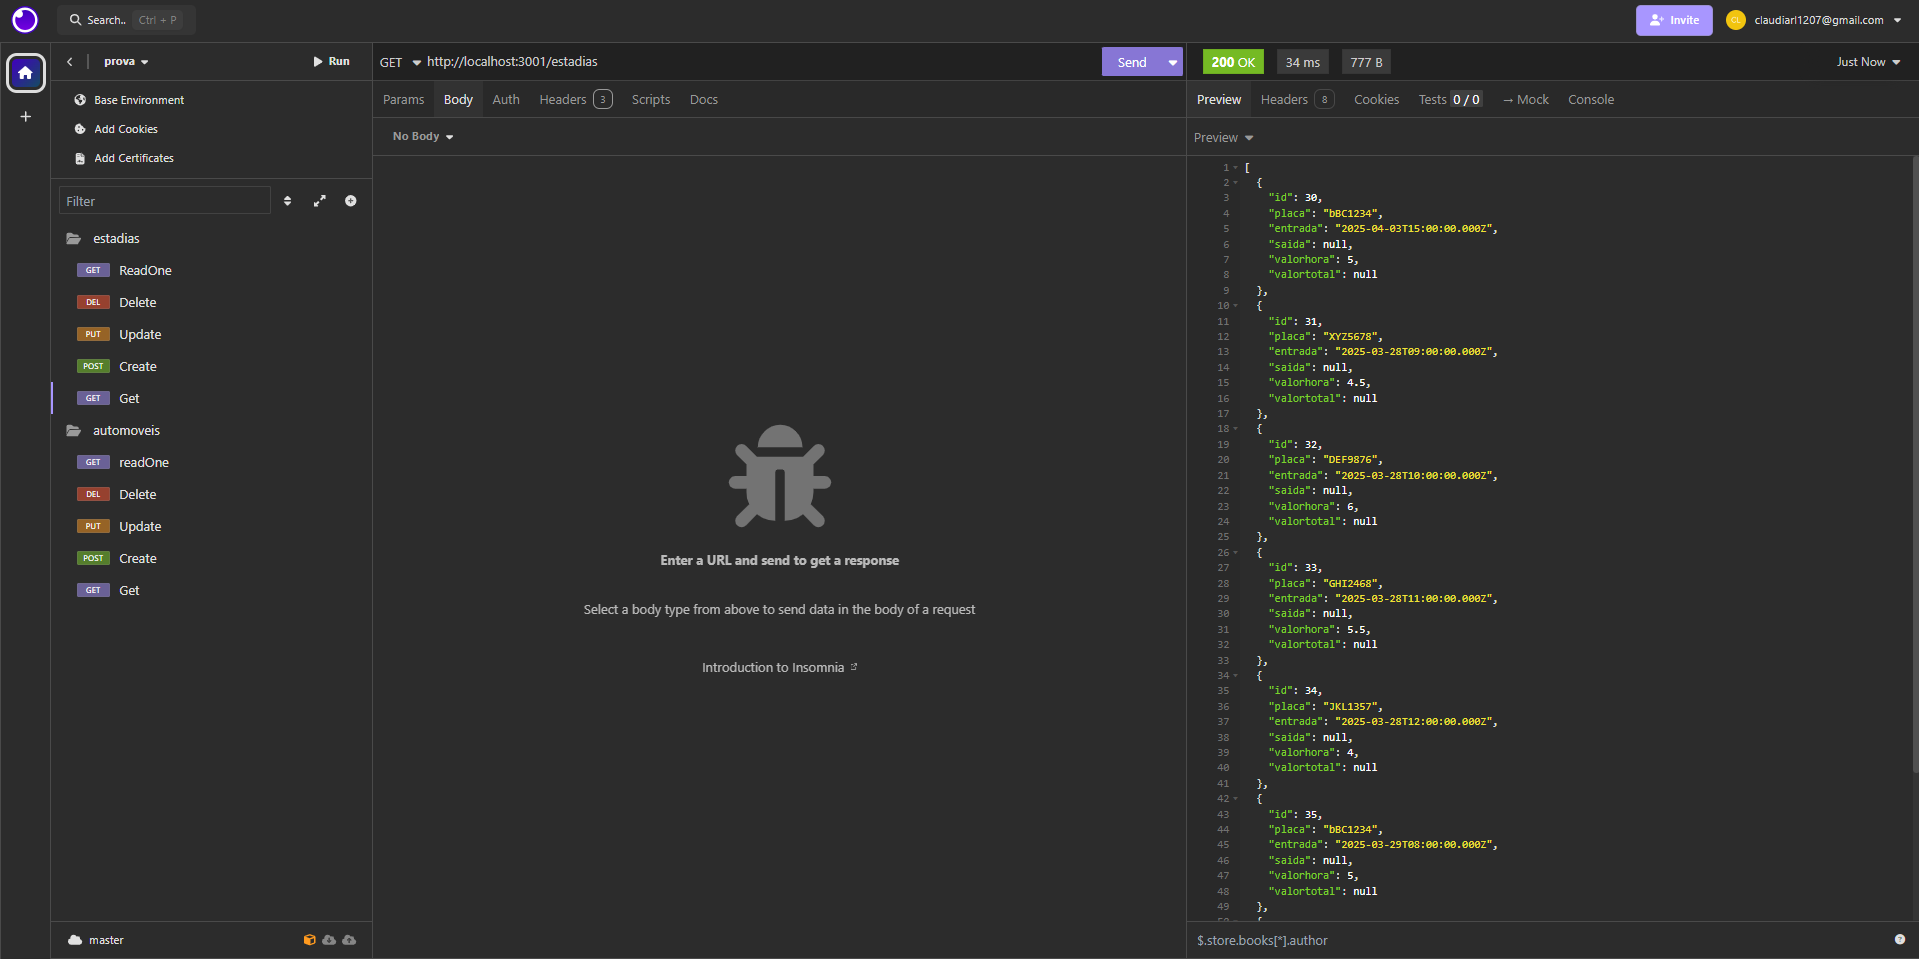 Search.. Ctrl + P
Invite
CL claudiarl1207@gmail.com
prova
Run
Base Environment
Add Cookies
Add Certificates
Filter
estadias
GET ReadOne
DEL Delete
PUT Update
POST Create
GET Get
automoveis
GET readOne
DEL Delete
PUT Update
POST Create
GET Get
master
GET http://localhost:3001/estadias
Send
Params Body Auth Headers 3 Scripts Docs
No Body
Enter a URL and send to get a response
Select a body type from above to send data in the body of a request
Introduction to Insomnia
200 OK 34 ms 777 B
Just Now
Preview Headers 8 Cookies Tests 0 / 0 → Mock Console
Preview
1 [
2 {
3 "id": 30,
4 "placa": "bBC1234",
5 "entrada": "2025-04-03T15:00:00.000Z",
6 "saida": null,
7 "valorhora": 5,
8 "valortotal": null
9 },
10 {
11 "id": 31,
12 "placa": "XYZ5678",
13 "entrada": "2025-03-28T09:00:00.000Z",
14 "saida": null,
15 "valorhora": 4.5,
16 "valortotal": null
17 },
18 {
19 "id": 32,
20 "placa": "DEF9876",
21 "entrada": "2025-03-28T10:00:00.000Z",
22 "saida": null,
23 "valorhora": 6,
24 "valortotal": null
25 },
26 {
27 "id": 33,
28 "placa": "GHI2468",
29 "entrada": "2025-03-28T11:00:00.000Z",
30 "saida": null,
31 "valorhora": 5.5,
32 "valortotal": null
33 },
34 {
35 "id": 34,
36 "placa": "JKL1357",
37 "entrada": "2025-03-28T12:00:00.000Z",
38 "saida": null,
39 "valorhora": 4,
40 "valortotal": null
41 },
42 {
43 "id": 35,
44 "placa": "bBC1234",
45 "entrada": "2025-03-29T08:00:00.000Z",
46 "saida": null,
47 "valorhora": 5,
48 "valortotal": null
49 },
$.store.books[*].author